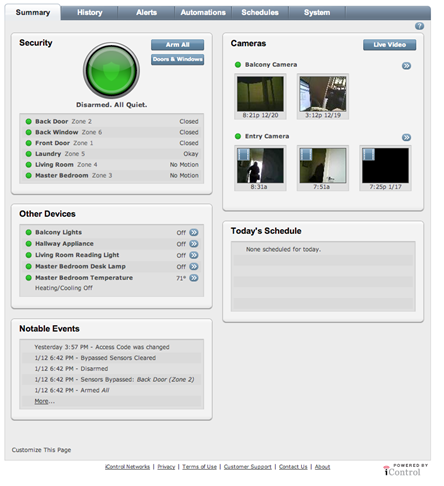 Summary History Alerts Automations Schedules System
?
Security
Arm All
Doors & Windows
Disarmed. All Quiet.
Back Door Zone 2 Closed
Back Window Zone 6 Closed
Front Door Zone 1 Closed
Laundry Zone 5 Okay
Living Room Zone 4 No Motion
Master Bedroom Zone 3 No Motion
Other Devices
Balcony Lights Off
Hallway Appliance Off
Living Room Reading Light Off
Master Bedroom Desk Lamp Off
Master Bedroom Temperature 71°
Heating/Cooling Off
Notable Events
Yesterday 3:57 PM - Access Code was changed
1/12 6:42 PM - Bypassed Sensors Cleared
1/12 6:42 PM - Disarmed
1/12 6:42 PM - Sensors Bypassed: Back Door (Zone 2)
1/12 6:42 PM - Armed All
More...
Cameras
Live Video
Balcony Camera
8:21p 12/20 3:12p 12/19
Entry Camera
8:31a 7:51a 7:25p 1/17
Today's Schedule
None scheduled for today.
Customize This Page
iControl Networks | Privacy | Terms of Use | Customer Support | Contact Us | About
POWERED BY
iControl